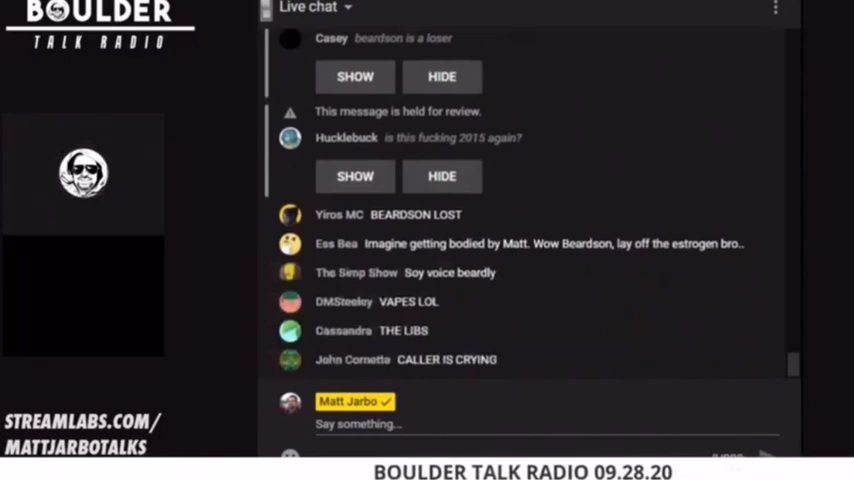 BOULDER
TALK RADIO
Live chat
Casey beardson is a loser
SHOW HIDE
This message is held for review.
Hucklebuck is this fucking 2015 again?
SHOW HIDE
Yiros MC BEARDSON LOST
Ess Bea Imagine getting bodied by Matt. Wow Beardson, lay off the estrogen bro..
The Simp Show Soy voice beardly
DMSteeley VAPES LOL
Cassandra THE LIBS
John Cornetta CALLER IS CRYING
Matt Jarbo
Say something...
STREAMLABS.COM/
MATTJARBOTALKS
BOULDER TALK RADIO 09.28.20